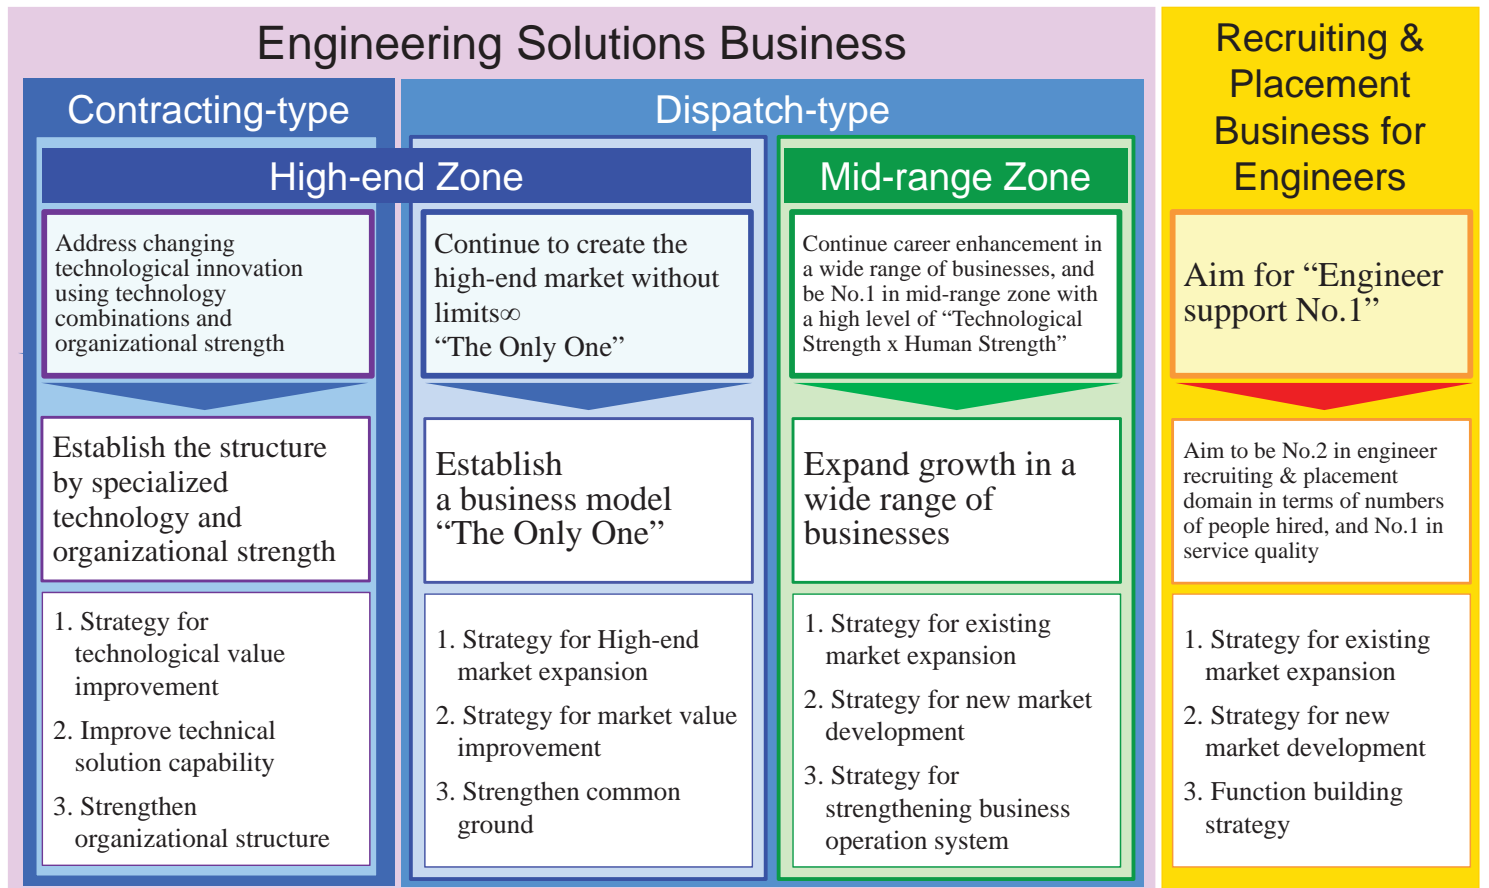 Engineering Solutions Business
Contracting-type
Dispatch-type
High-end Zone
Mid-range Zone
Address changing
technological innovation
using technology
combinations and
organizational strength
Establish the structure
by specialized
technology and
organizational strength
1. Strategy for
technological value
improvement
2. Improve technical
solution capability
3. Strengthen
organizational structure
Continue to create the
high-end market without
limits∞
“The Only One”
Establish
a business model
“The Only One”
1. Strategy for High-end
market expansion
2. Strategy for market value
improvement
3. Strengthen common
ground
Continue career enhancement in
a wide range of businesses, and
be No.1 in mid-range zone with
a high level of “Technological
Strength x Human Strength”
Expand growth in a
wide range of
businesses
1. Strategy for existing
market expansion
2. Strategy for new market
development
3. Strategy for
strengthening business
operation system
Recruiting &
Placement
Business for
Engineers
Aim for “Engineer
support No.1”
Aim to be No.2 in engineer
recruiting & placement
domain in terms of numbers
of people hired, and No.1 in
service quality
1. Strategy for existing
market expansion
2. Strategy for new
market development
3. Function building
strategy